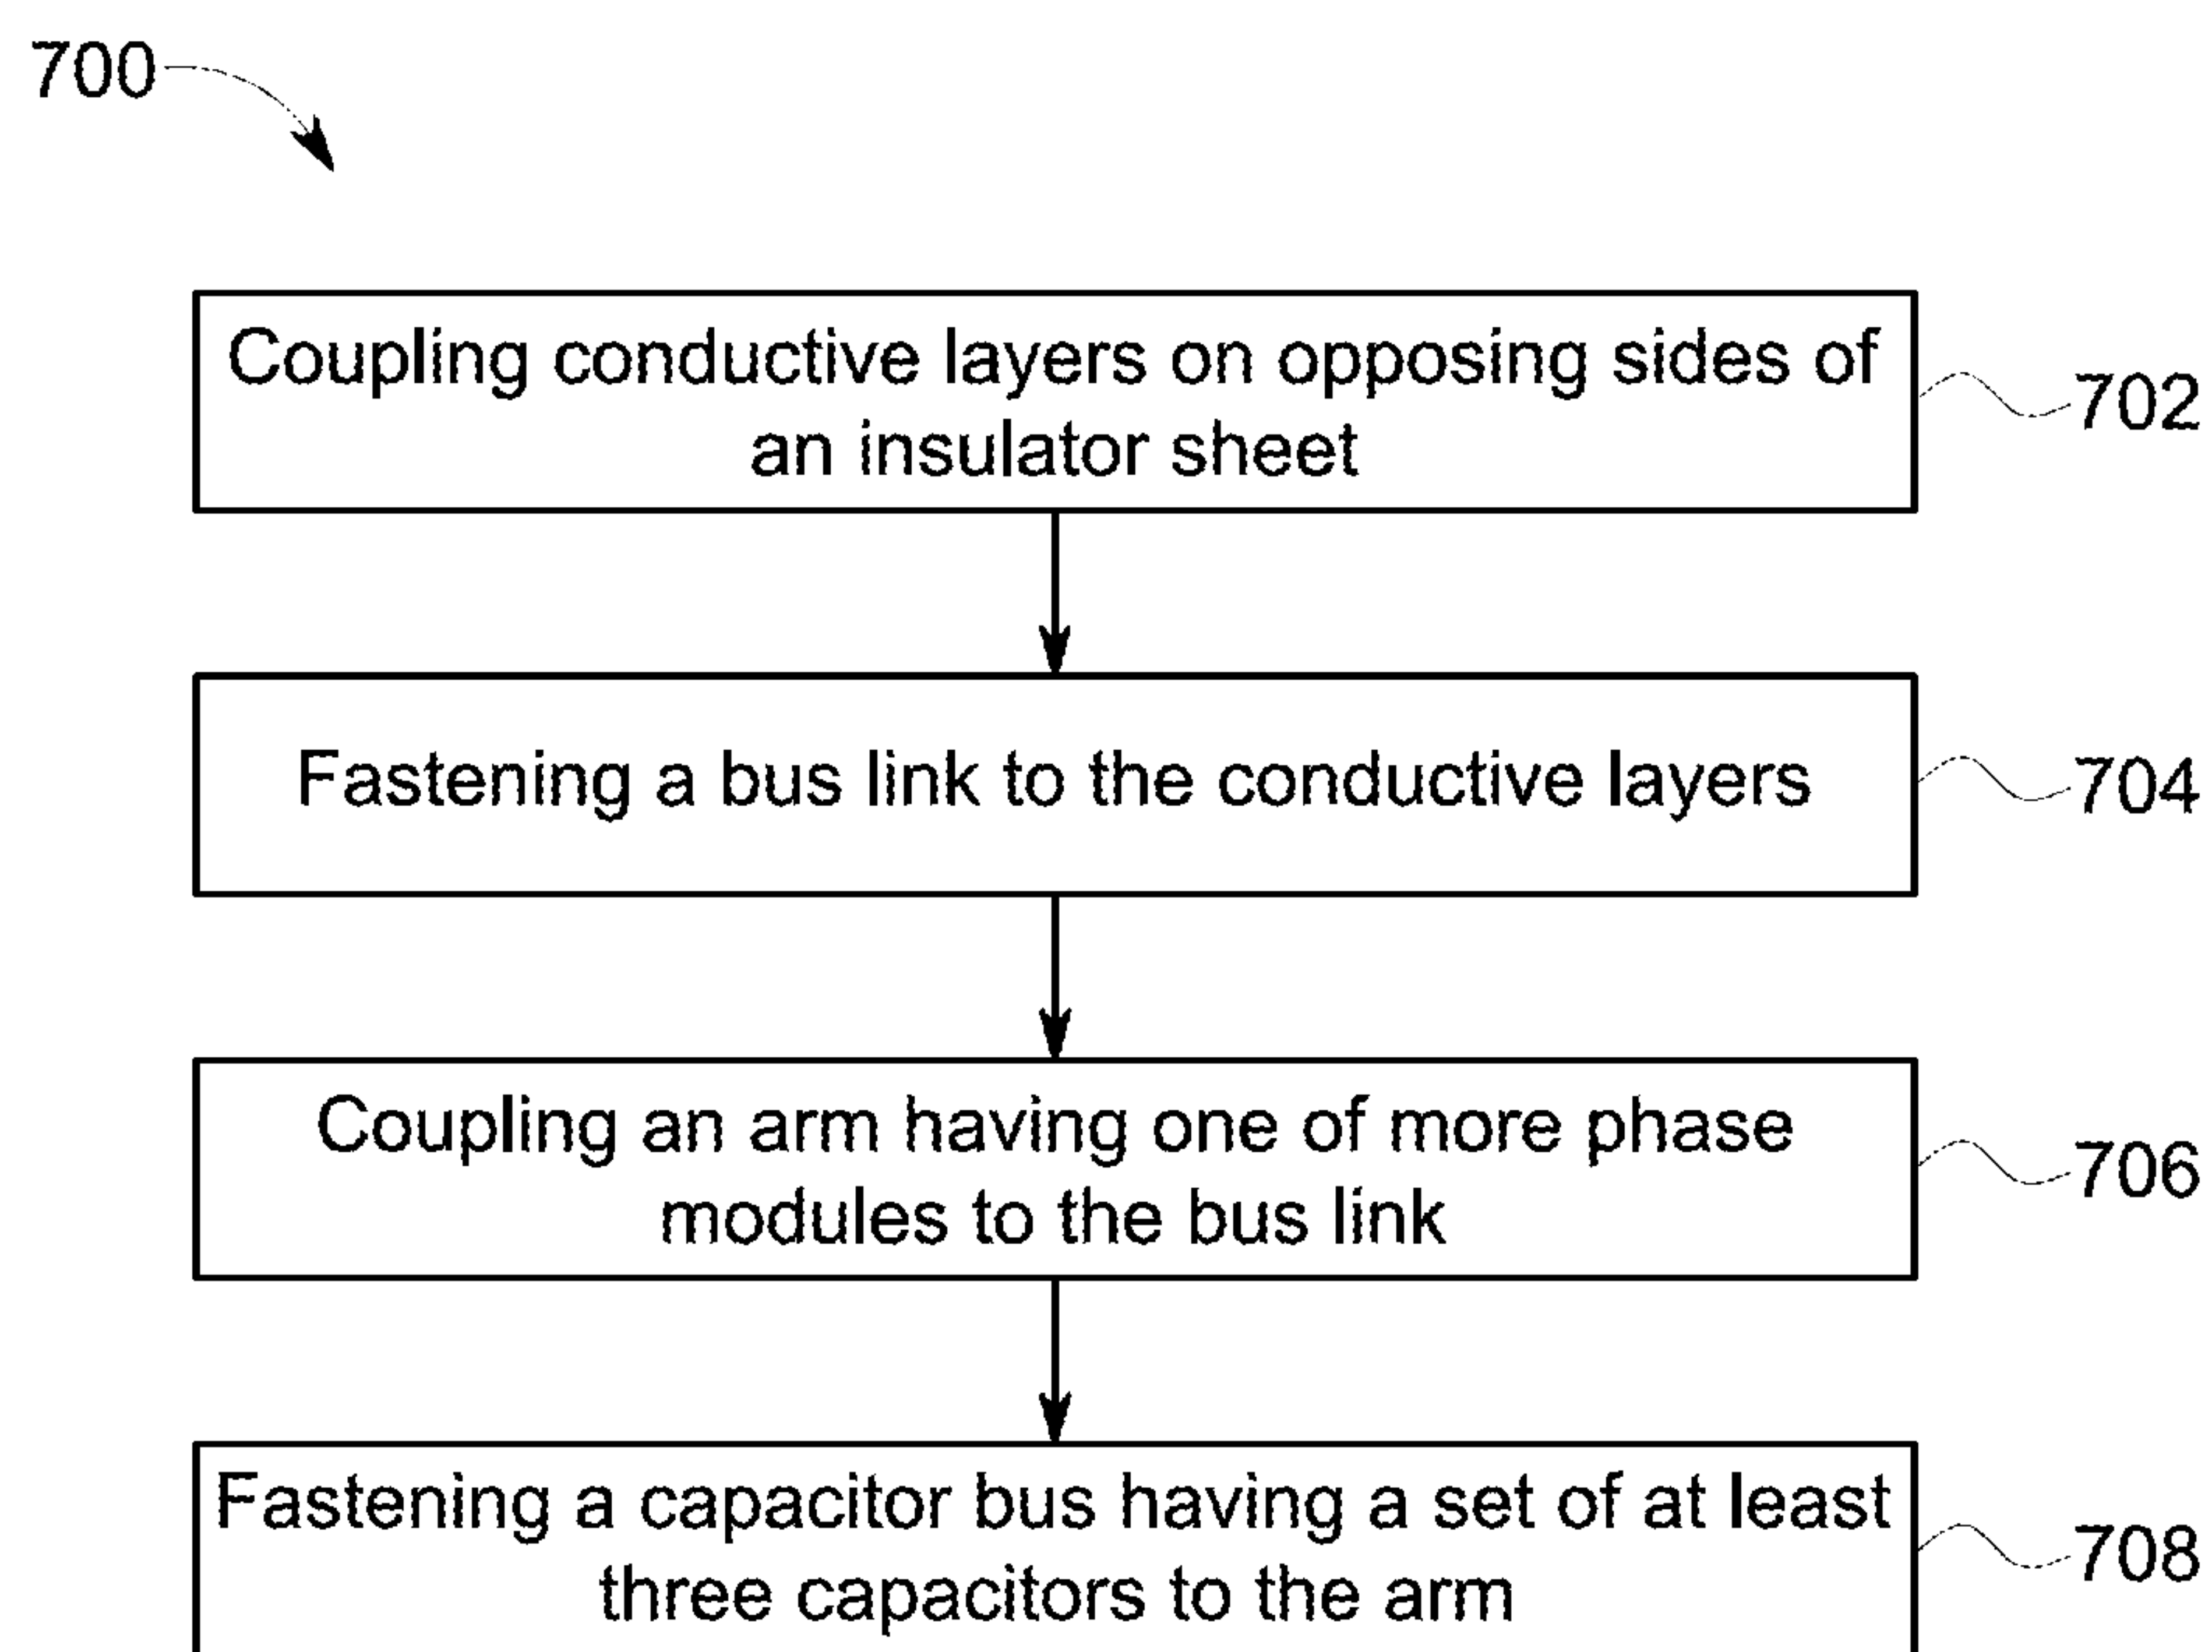 700
Coupling conductive layers on opposing sides of
an insulator sheet
702
Fastening a bus link to the conductive layers
704
Coupling an arm having one of more phase
modules to the bus link
706
Fastening a capacitor bus having a set of at least
three capacitors to the arm
708